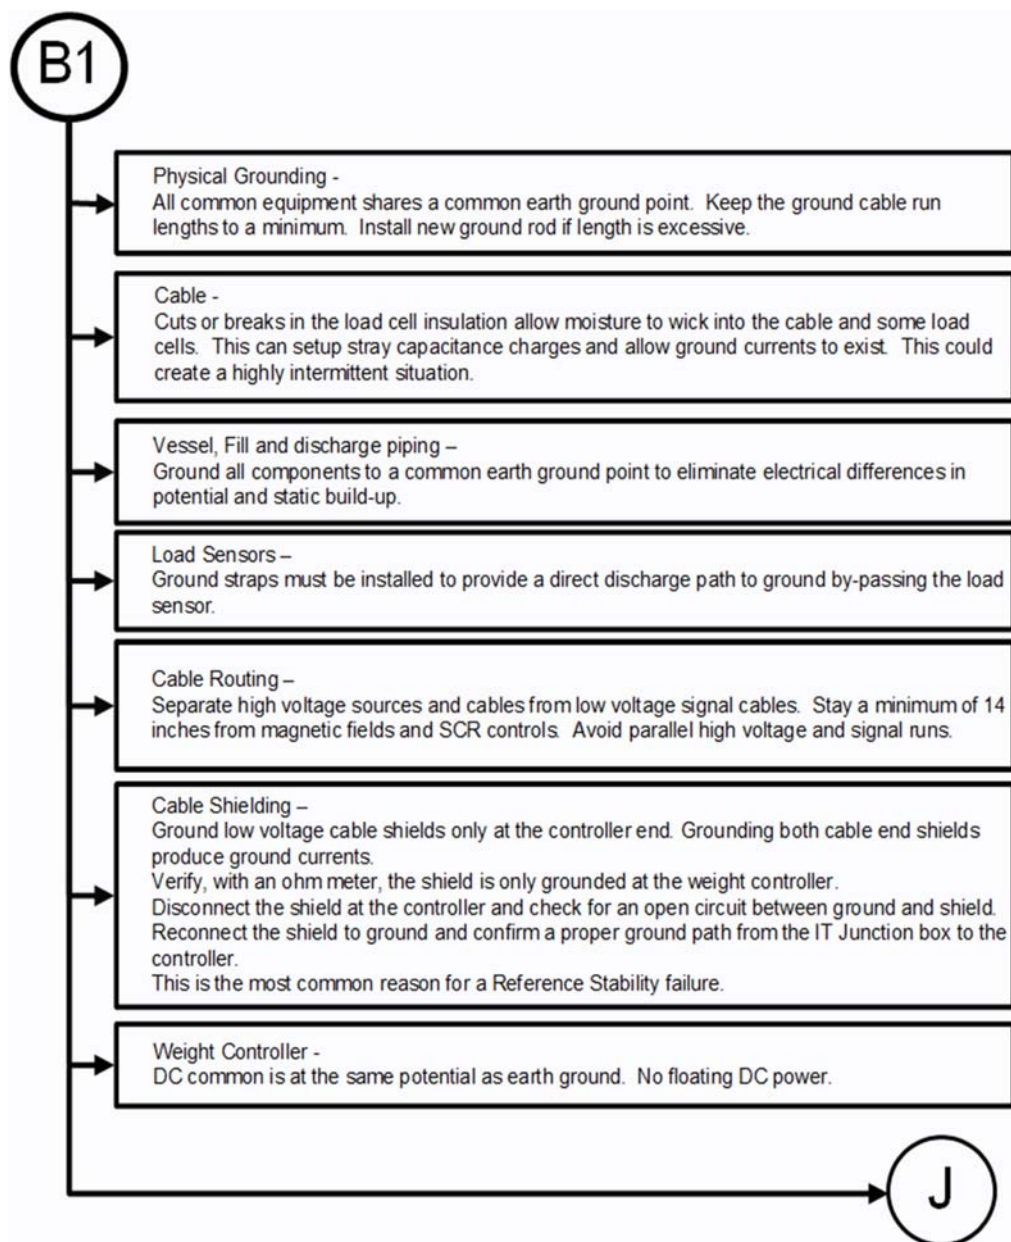 B1
Physical Grounding -
All common equipment shares a common earth ground point. Keep the ground cable run
lengths to a minimum. Install new ground rod if length is excessive.
Cable -
Cuts or breaks in the load cell insulation allow moisture to wick into the cable and some load
cells. This can setup stray capacitance charges and allow ground currents to exist. This could
create a highly intermittent situation.
Vessel, Fill and discharge piping –
Ground all components to a common earth ground point to eliminate electrical differences in
potential and static build-up.
Load Sensors –
Ground straps must be installed to provide a direct discharge path to ground by-passing the load
sensor.
Cable Routing –
Separate high voltage sources and cables from low voltage signal cables. Stay a minimum of 14
inches from magnetic fields and SCR controls. Avoid parallel high voltage and signal runs.
Cable Shielding –
Ground low voltage cable shields only at the controller end. Grounding both cable end shields
produce ground currents.
Verify, with an ohm meter, the shield is only grounded at the weight controller.
Disconnect the shield at the controller and check for an open circuit between ground and shield.
Reconnect the shield to ground and confirm a proper ground path from the IT Junction box to the
controller.
This is the most common reason for a Reference Stability failure.
Weight Controller -
DC common is at the same potential as earth ground. No floating DC power.
J